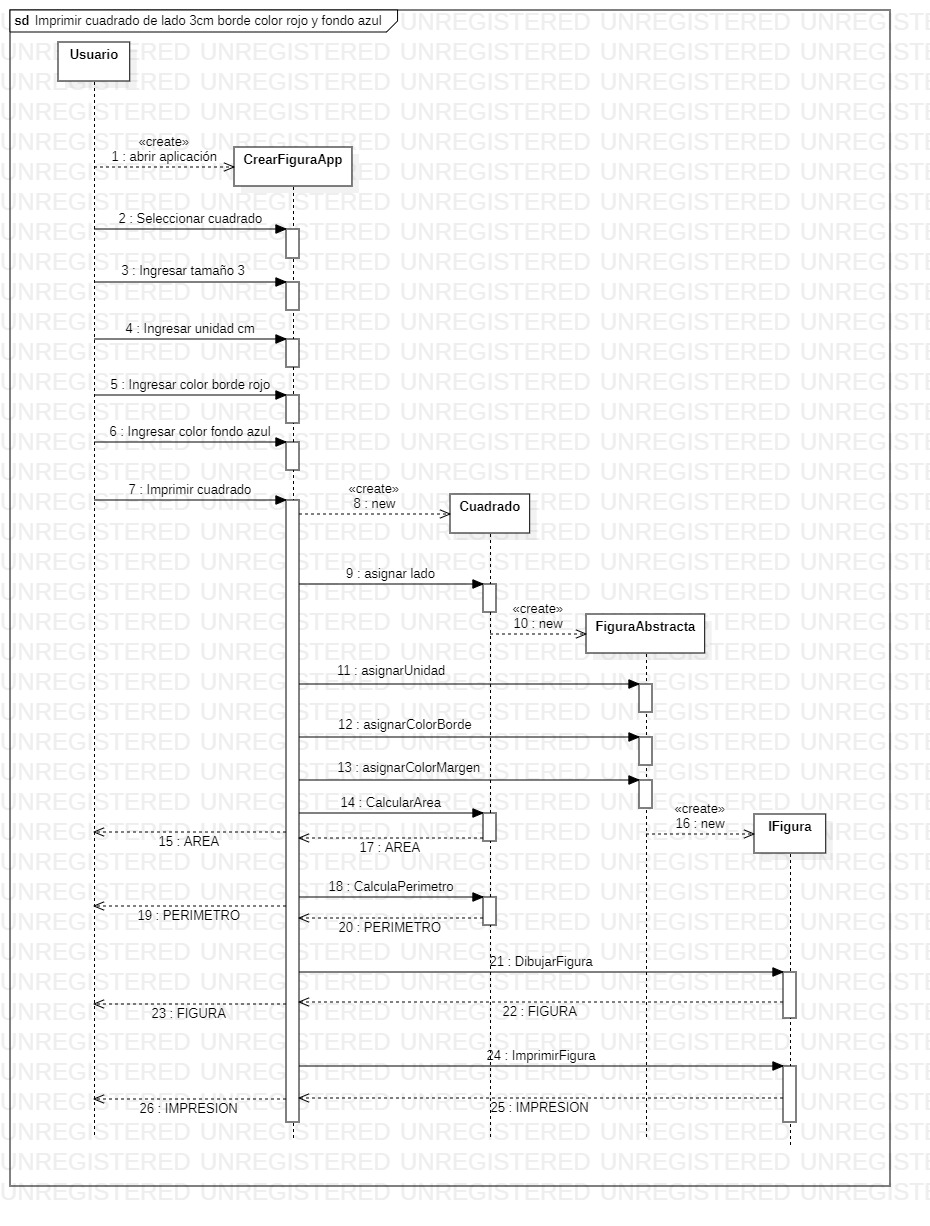 sd Imprimir cuadrado de lado 3cm borde color rojo y fondo azul
Usuario
«create»
1 : abrir aplicación
CrearFiguraApp
2 : Seleccionar cuadrado
3 : Ingresar tamaño 3
4 : Ingresar unidad cm
5 : Ingresar color borde rojo
6 : Ingresar color fondo azul
7 : Imprimir cuadrado
«create»
8 : new
Cuadrado
9 : asignar lado
«create»
10 : new
FiguraAbstracta
11 : asignarUnidad
12 : asignarColorBorde
13 : asignarColorMargen
14 : CalcularArea
«create»
16 : new
IFigura
15 : AREA
17 : AREA
18 : CalculaPerimetro
19 : PERIMETRO
20 : PERIMETRO
21 : DibujarFigura
22 : FIGURA
23 : FIGURA
24 : ImprimirFigura
25 : IMPRESION
26 : IMPRESION
UNREGISTERED